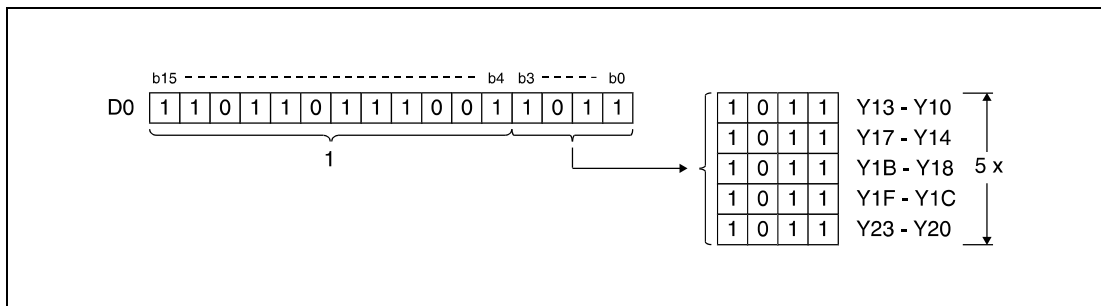 b15 b4 b3 b0
D0 1 1 0 1 1 0 1 1 1 0 0 1 1 0 1 1
1
1 0 1 1 Y13 - Y10
1 0 1 1 Y17 - Y14
1 0 1 1 Y1B - Y18 5 x
1 0 1 1 Y1F - Y1C
1 0 1 1 Y23 - Y20